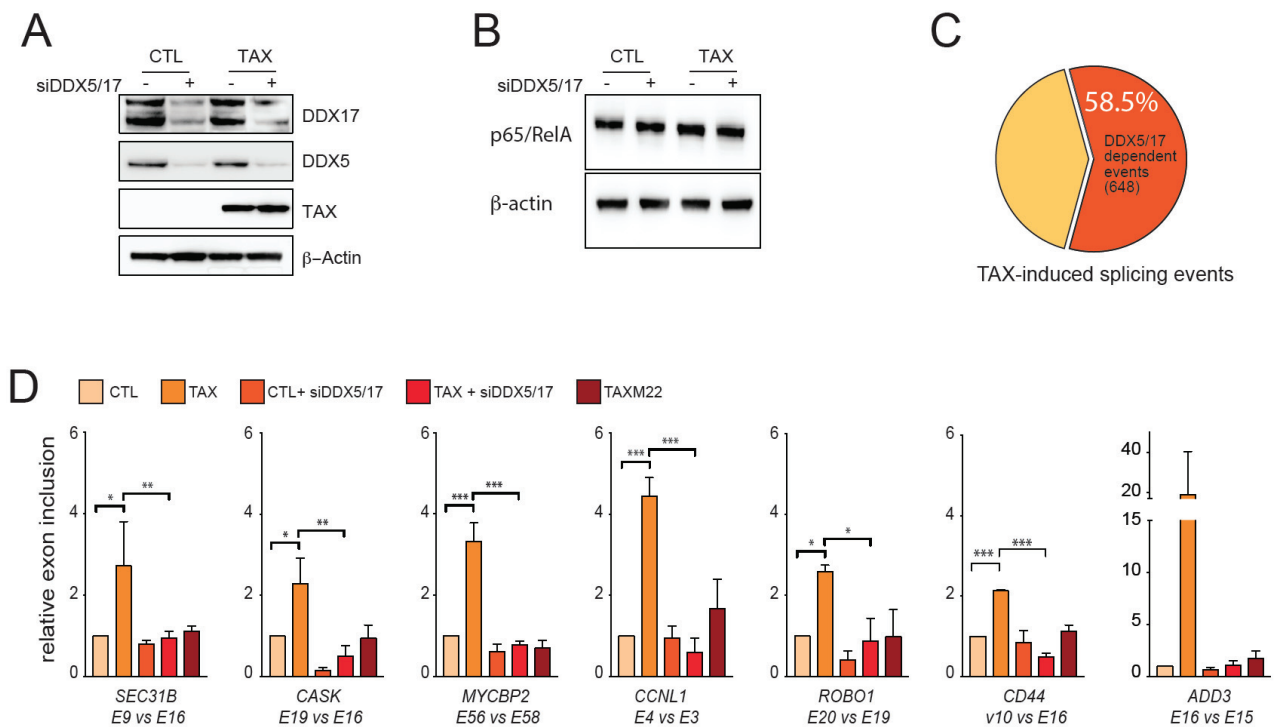 A
CTL TAX
siDDX5/17 - + - +
DDX17
DDX5
TAX
β–Actin
B
CTL TAX
siDDX5/17 - + - +
p65/RelA
β-actin
C
58.5%
DDX5/17
dependent
events
(648)
TAX-induced splicing events
D
CTL TAX CTL+ siDDX5/17 TAX + siDDX5/17 TAXM22
relative exon inclusion
6
4
2
0
* **
SEC31B
E9 vs E16
6
4
2
0
* **
CASK
E19 vs E16
6
4
2
0
*** ***
MYCBP2
E56 vs E58
6
4
2
0
*** ***
CCNL1
E4 vs E3
6
4
2
0
* *
ROBO1
E20 vs E19
6
4
2
0
*** ***
CD44
v10 vs E16
40
20
15
10
5
0
ADD3
E16 vs E15